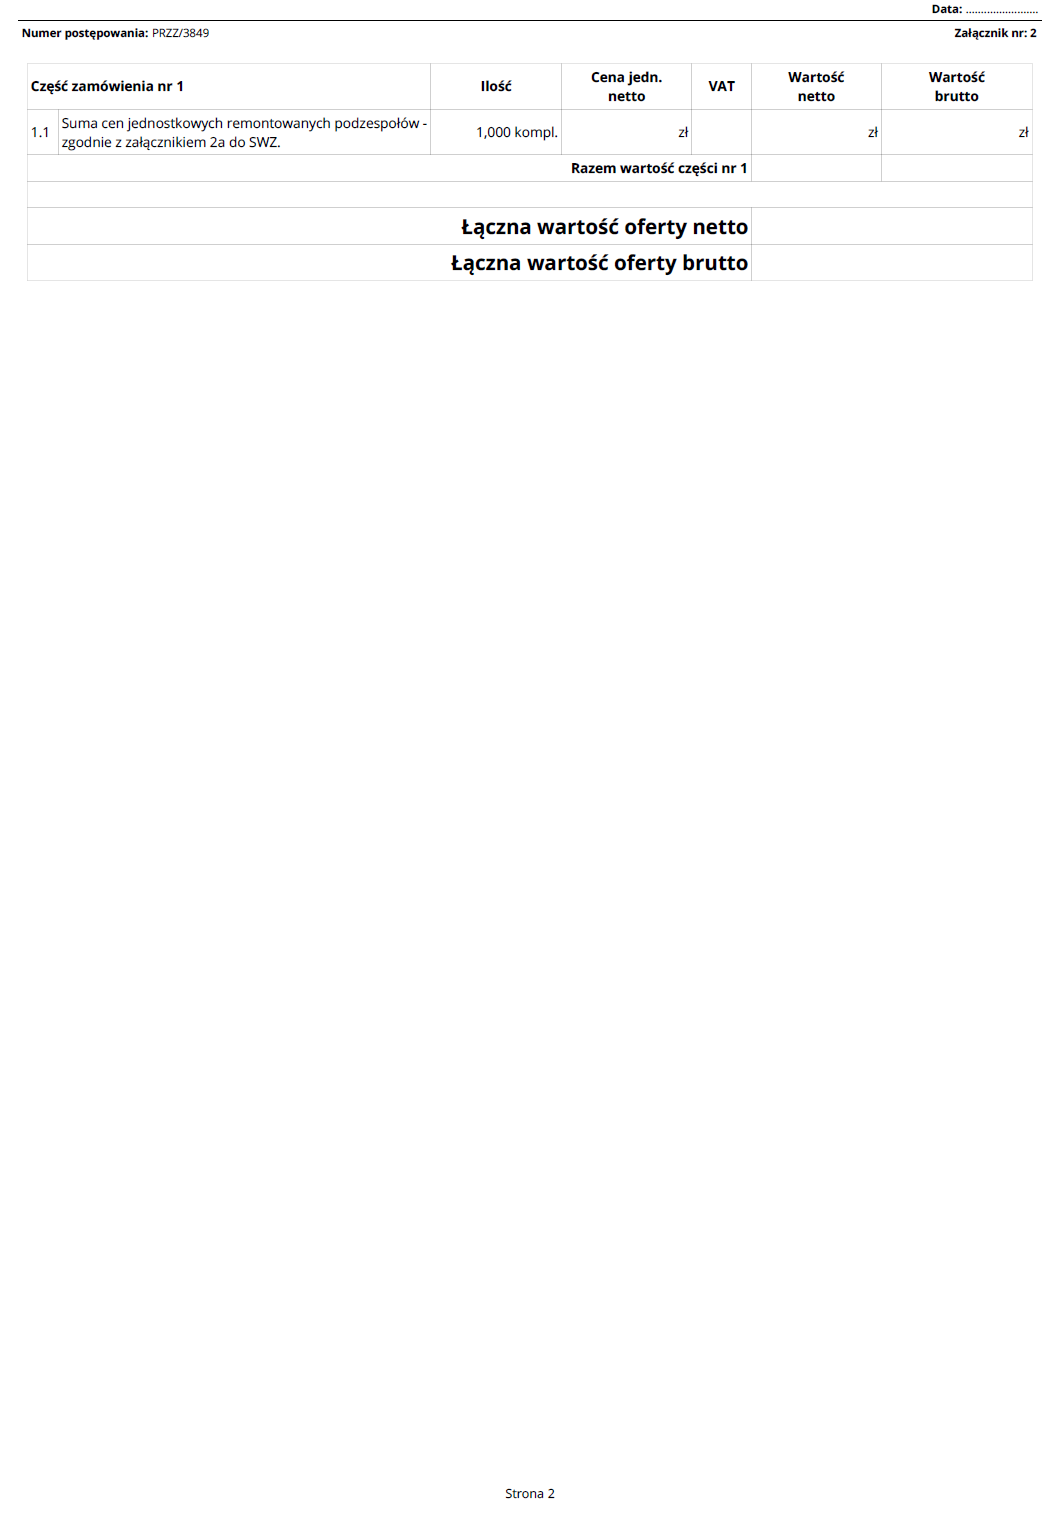 Data: ........................
Numer postępowania: PRZZ/3849 Załącznik nr: 2
Część zamówienia nr 1 Ilość Cena jedn. netto VAT Wartość netto Wartość brutto
1.1 Suma cen jednostkowych remontowanych podzespołów - 1,000 kompl. zł zł zł
zgodnie z załącznikiem 2a do SWZ.
Razem wartość części nr 1
Łączna wartość oferty netto
Łączna wartość oferty brutto
Strona 2